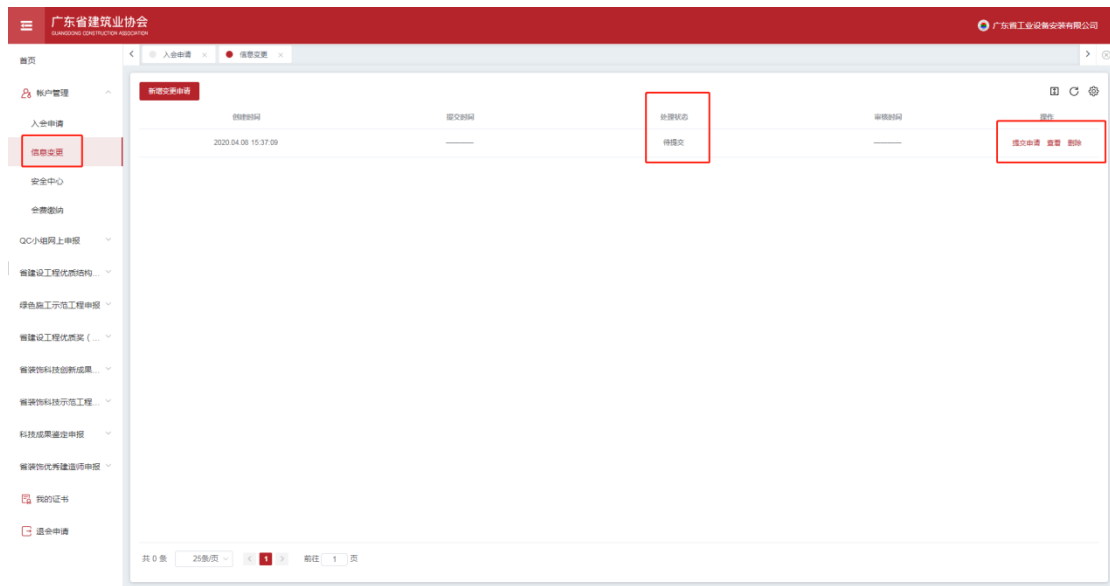 广东省建筑业协会
GUANGDONG CONSTRUCTION ASSOCIATION
广东省工业设备安装有限公司
首页
入会申请
信息变更
帐户管理
新增变更申请
创建时间 提交时间 处理状态 审核时间 操作
2020.04.08 15:37:09 ——— 待提交 ——— 提交申请 查看 删除
入会申请
信息变更
安全中心
会费缴纳
QC小组网上申报
省建设工程优质结构...
绿色施工示范工程申报
省建设工程优质奖 ( ...
省装饰科技创新成果...
省装饰科技示范工程...
科技成果鉴定申报
省装饰优秀建造师申报
我的证书
退会申请
共 0 条 25条/页 1 前往 1 页